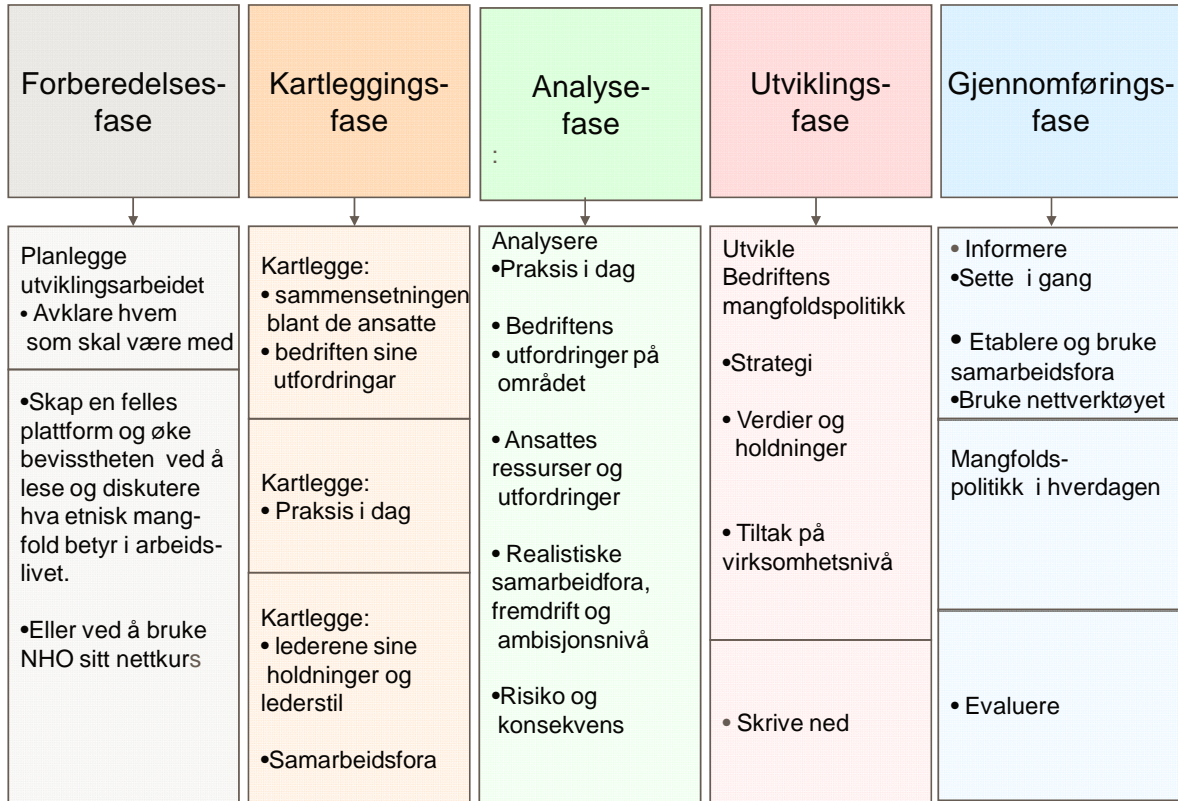 Forberedelses-
fase
Kartleggings-
fase
Analyse-
fase
:
Utviklings-
fase
Gjennomførings-
fase
Planlegge
utviklingsarbeidet
• Avklare hvem
som skal være med
•Skap en felles
plattform og øke
bevisstheten ved å
lese og diskutere
hva etnisk mang-
fold betyr i arbeids-
livet.
•Eller ved å bruke
NHO sitt nettkurs
Kartlegge:
• sammensetningen
blant de ansatte
• bedriften sine
utfordringar
Kartlegge:
• Praksis i dag
Kartlegge:
• lederene sine
holdninger og
lederstil
•Samarbeidsfora
Analysere
•Praksis i dag
• Bedriftens
• utfordringer på
området
• Ansattes
ressurser og
utfordringer
• Realistiske
samarbeidfora,
fremdrift og
ambisjonsnivå
•Risiko og
konsekvens
Utvikle
Bedriftens
mangfoldspolitikk
•Strategi
• Verdier og
holdninger
• Tiltak på
virksomhetsnivå
• Skrive ned
• Informere
•Sette i gang
• Etablere og bruke
samarbeidsfora
•Bruke nettverktøyet
Mangfolds-
politikk i hverdagen
• Evaluere